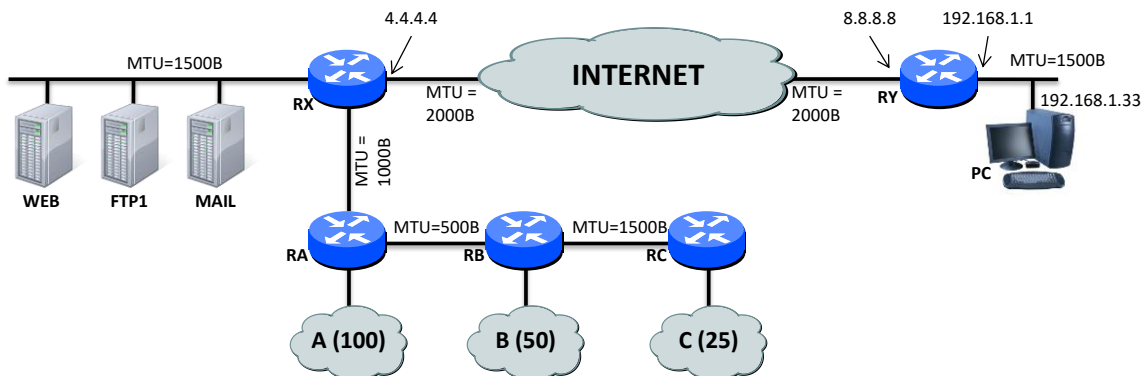 4.4.4.4
8.8.8.8
192.168.1.1
MTU=1500B
INTERNET
MTU=1500B
RX
MTU =
2000B
MTU =
2000B
RY
192.168.1.33
MTU =
1000B
PC
WEB
FTP1
MAIL
MTU=500B
MTU=1500B
RA
RB
RC
A (100)
B (50)
C (25)